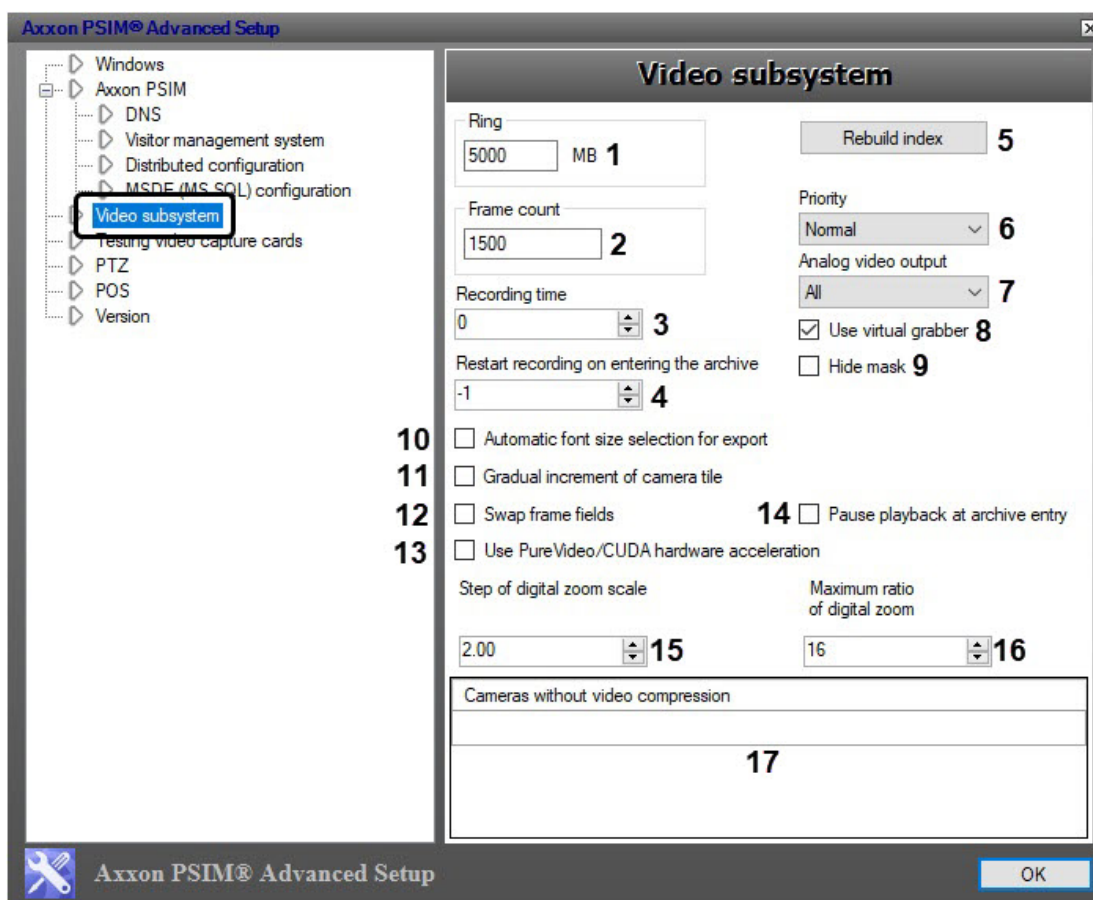 Axxon PSIM® Advanced Setup
Windows
Axxon PSIM
DNS
Visitor management system
Distributed configuration
MSDE (MS SQL) configuration
Video subsystem
Testing video capture cards
PTZ
POS
Version
Video subsystem
Ring
5000 MB 1
Rebuild index 5
Frame count
1500 2
Priority
Normal 6
Analog video output
All 7
Recording time
0 3
Use virtual grabber 8
Restart recording on entering the archive
Hide mask 9
-1 4
10 Automatic font size selection for export
11 Gradual increment of camera tile
12 Swap frame fields
14 Pause playback at archive entry
13 Use PureVideo/CUDA hardware acceleration
Step of digital zoom scale
Maximum ratio
of digital zoom
2.00 15
16 16
Cameras without video compression
17
Axxon PSIM® Advanced Setup
OK